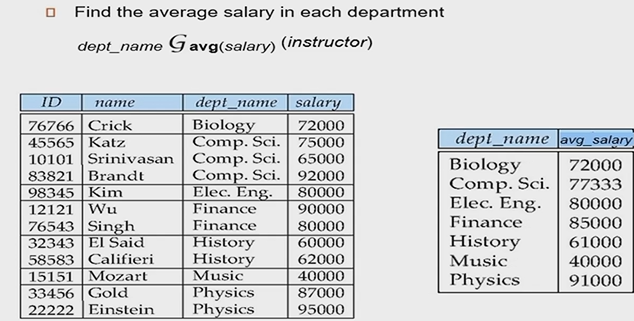 Find the average salary in each department
dept_name G avg(salary) (instructor)
ID name dept_name salary
76766 Crick Biology 72000
45565 Katz Comp. Sci. 75000
10101 Srinivasan Comp. Sci. 65000
83821 Brandt Comp. Sci. 92000
98345 Kim Elec. Eng. 80000
12121 Wu Finance 90000
76543 Singh Finance 80000
32343 El Said History 60000
58583 Califieri History 62000
15151 Mozart Music 40000
33456 Gold Physics 87000
22222 Einstein Physics 95000
dept_name avg_salary
Biology 72000
Comp. Sci. 77333
Elec. Eng. 80000
Finance 85000
History 61000
Music 40000
Physics 91000